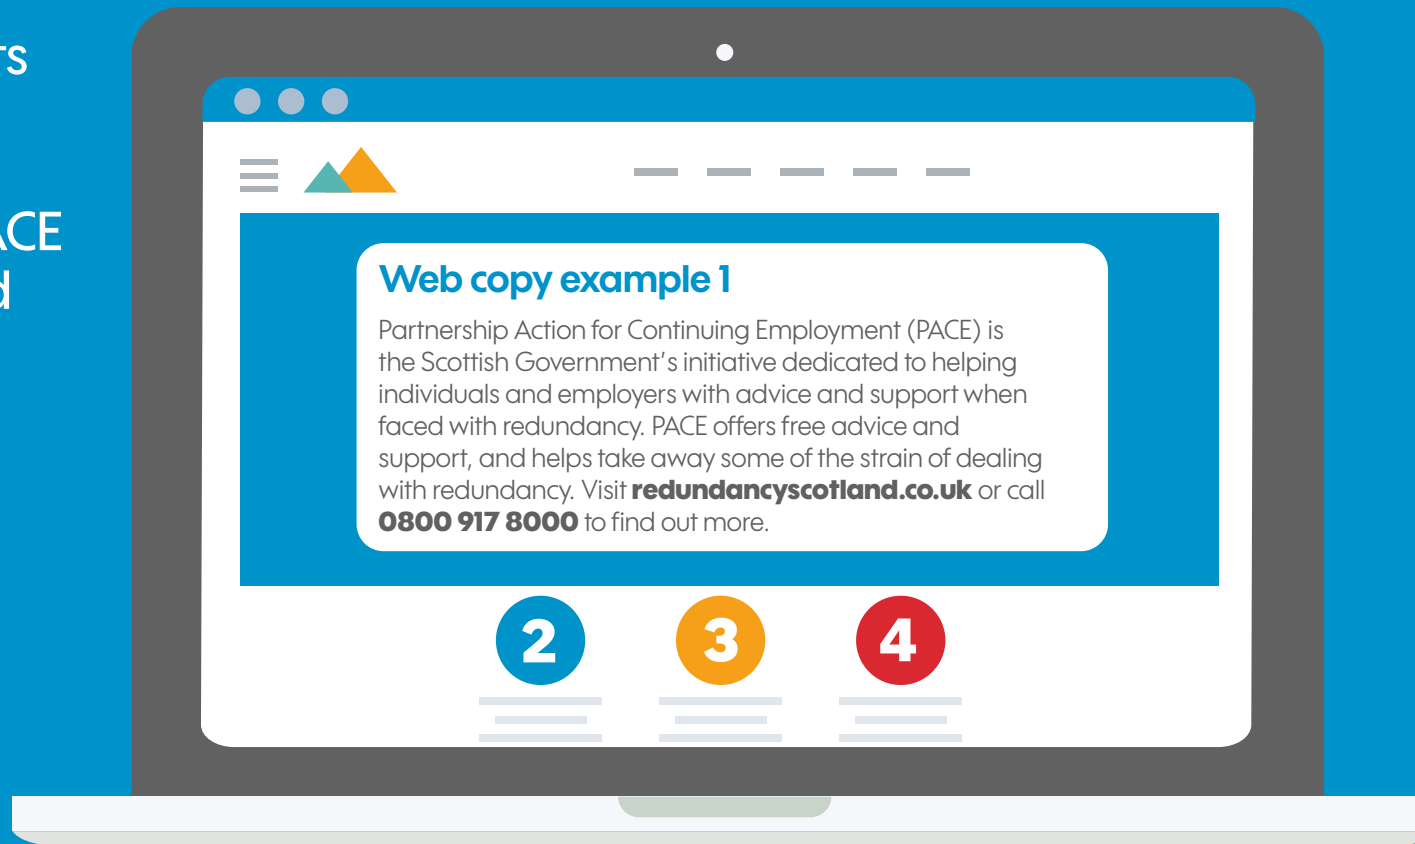 Web copy example 1
Partnership Action for Continuing Employment (PACE) is
the Scottish Government's initiative dedicated to helping
individuals and employers with advice and support when
faced with redundancy. PACE offers free advice and
support, and helps take away some of the strain of dealing
with redundancy. Visit redundancyscotland.co.uk or call
0800 917 8000 to find out more.
2
3
4